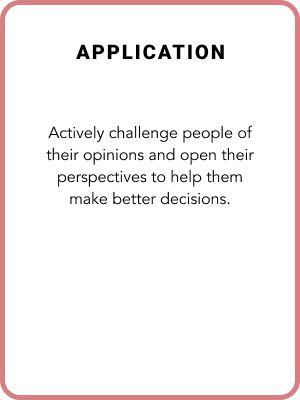 APPLICATION
Actively challenge people of
their opinions and open their
perspectives to help them
make better decisions.